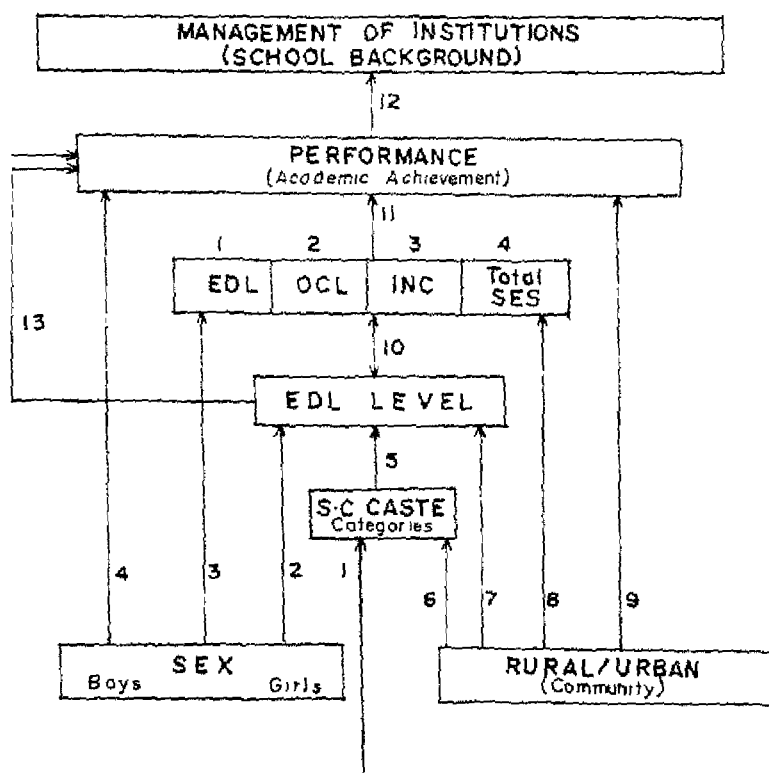 MANAGEMENT OF INSTITUTIONS
(SCHOOL BACKGROUND)
12
PERFORMANCE
(Academic Achievement)
11
1 2 3 4
EDL OCL INC Total
SES
13
10
EDL LEVEL
5
S·C CASTE
Categories
4 3 2 1 6 7 8 9
SEX
Boys Girls
RURAL/URBAN
(Community)